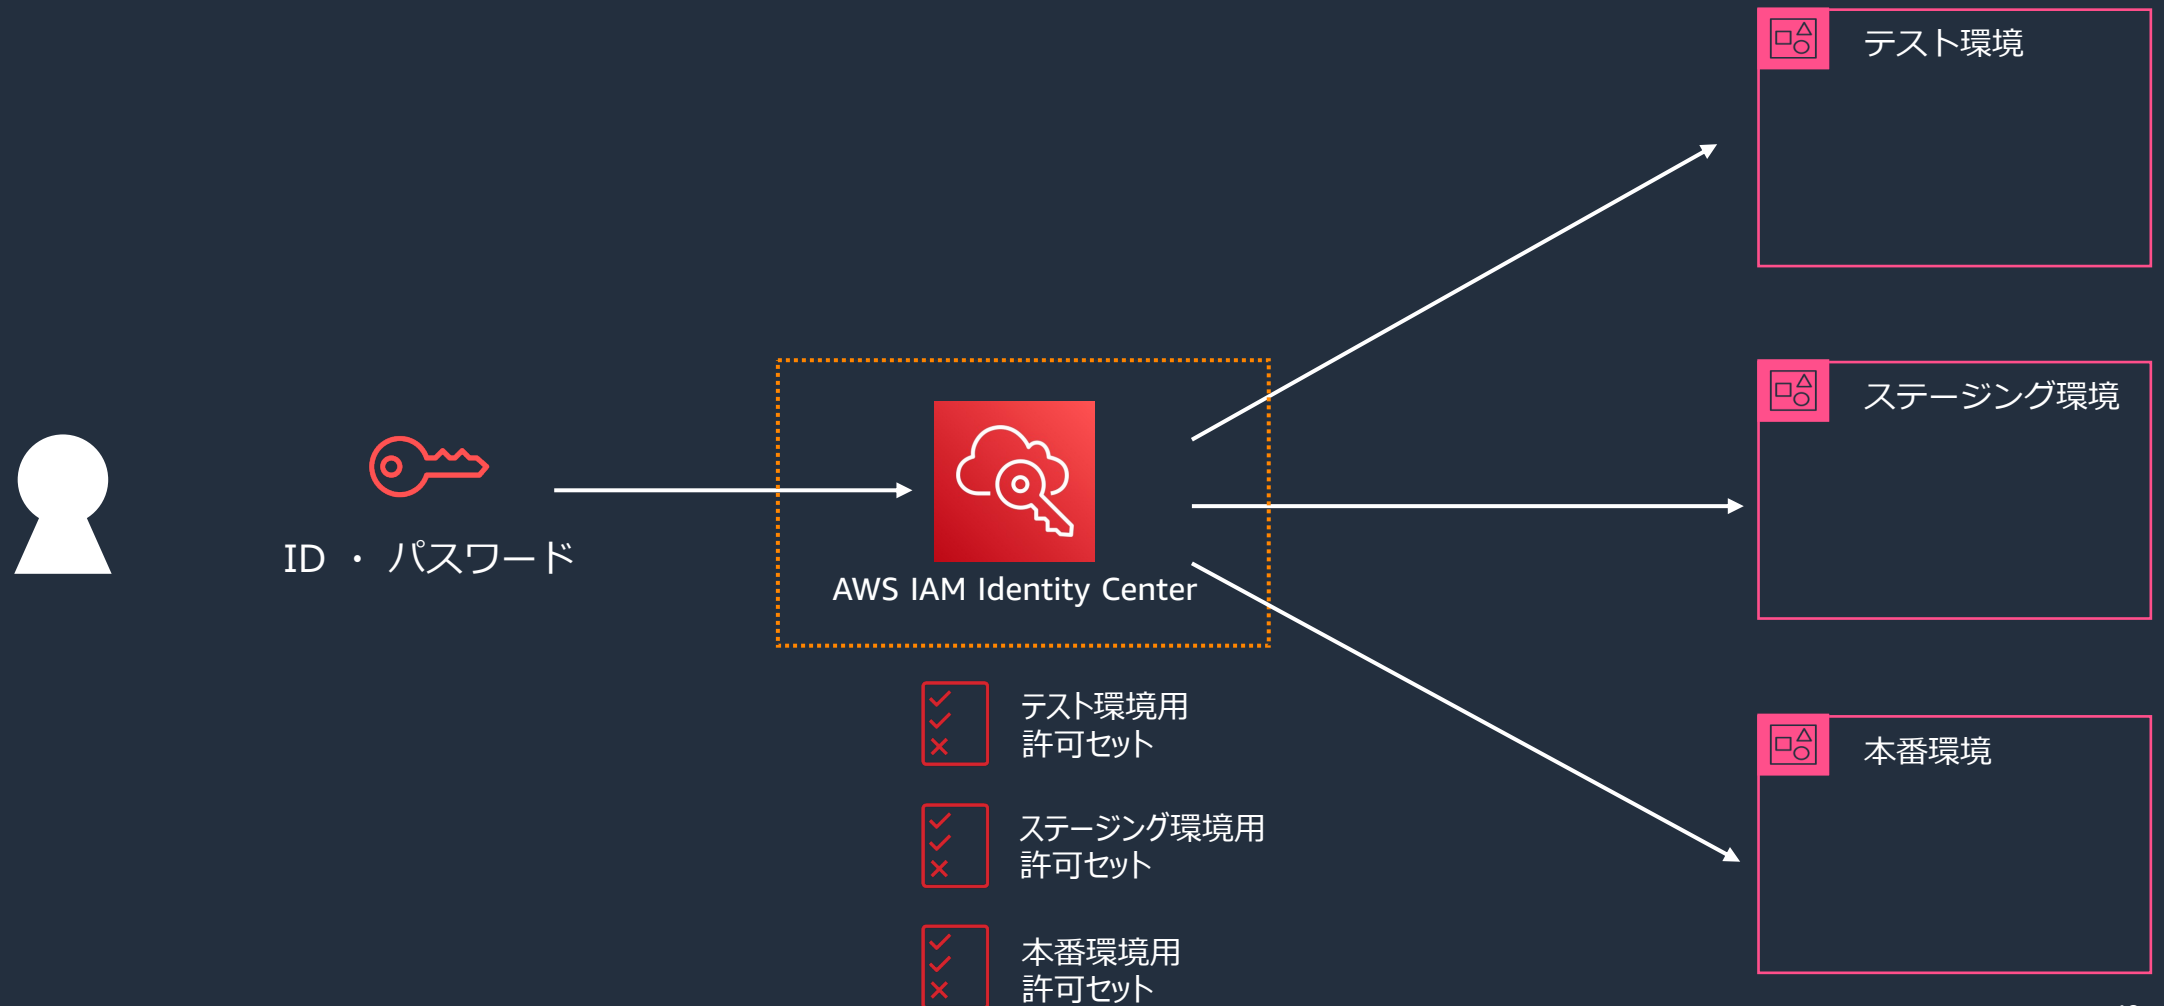 テスト環境
ステージング環境
ID ・ パスワード
AWS IAM Identity Center
テスト環境用
許可セット
本番環境
ステージング環境用
許可セット
本番環境用
許可セット